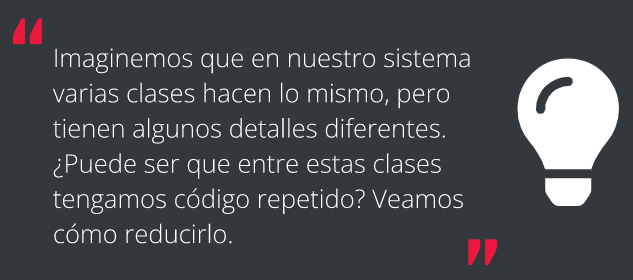 “
Imaginemos que en nuestro sistema
varias clases hacen lo mismo, pero
tienen algunos detalles diferentes.
¿Puede ser que entre estas clases
tengamos código repetido? Veamos
cómo reducirlo.
”